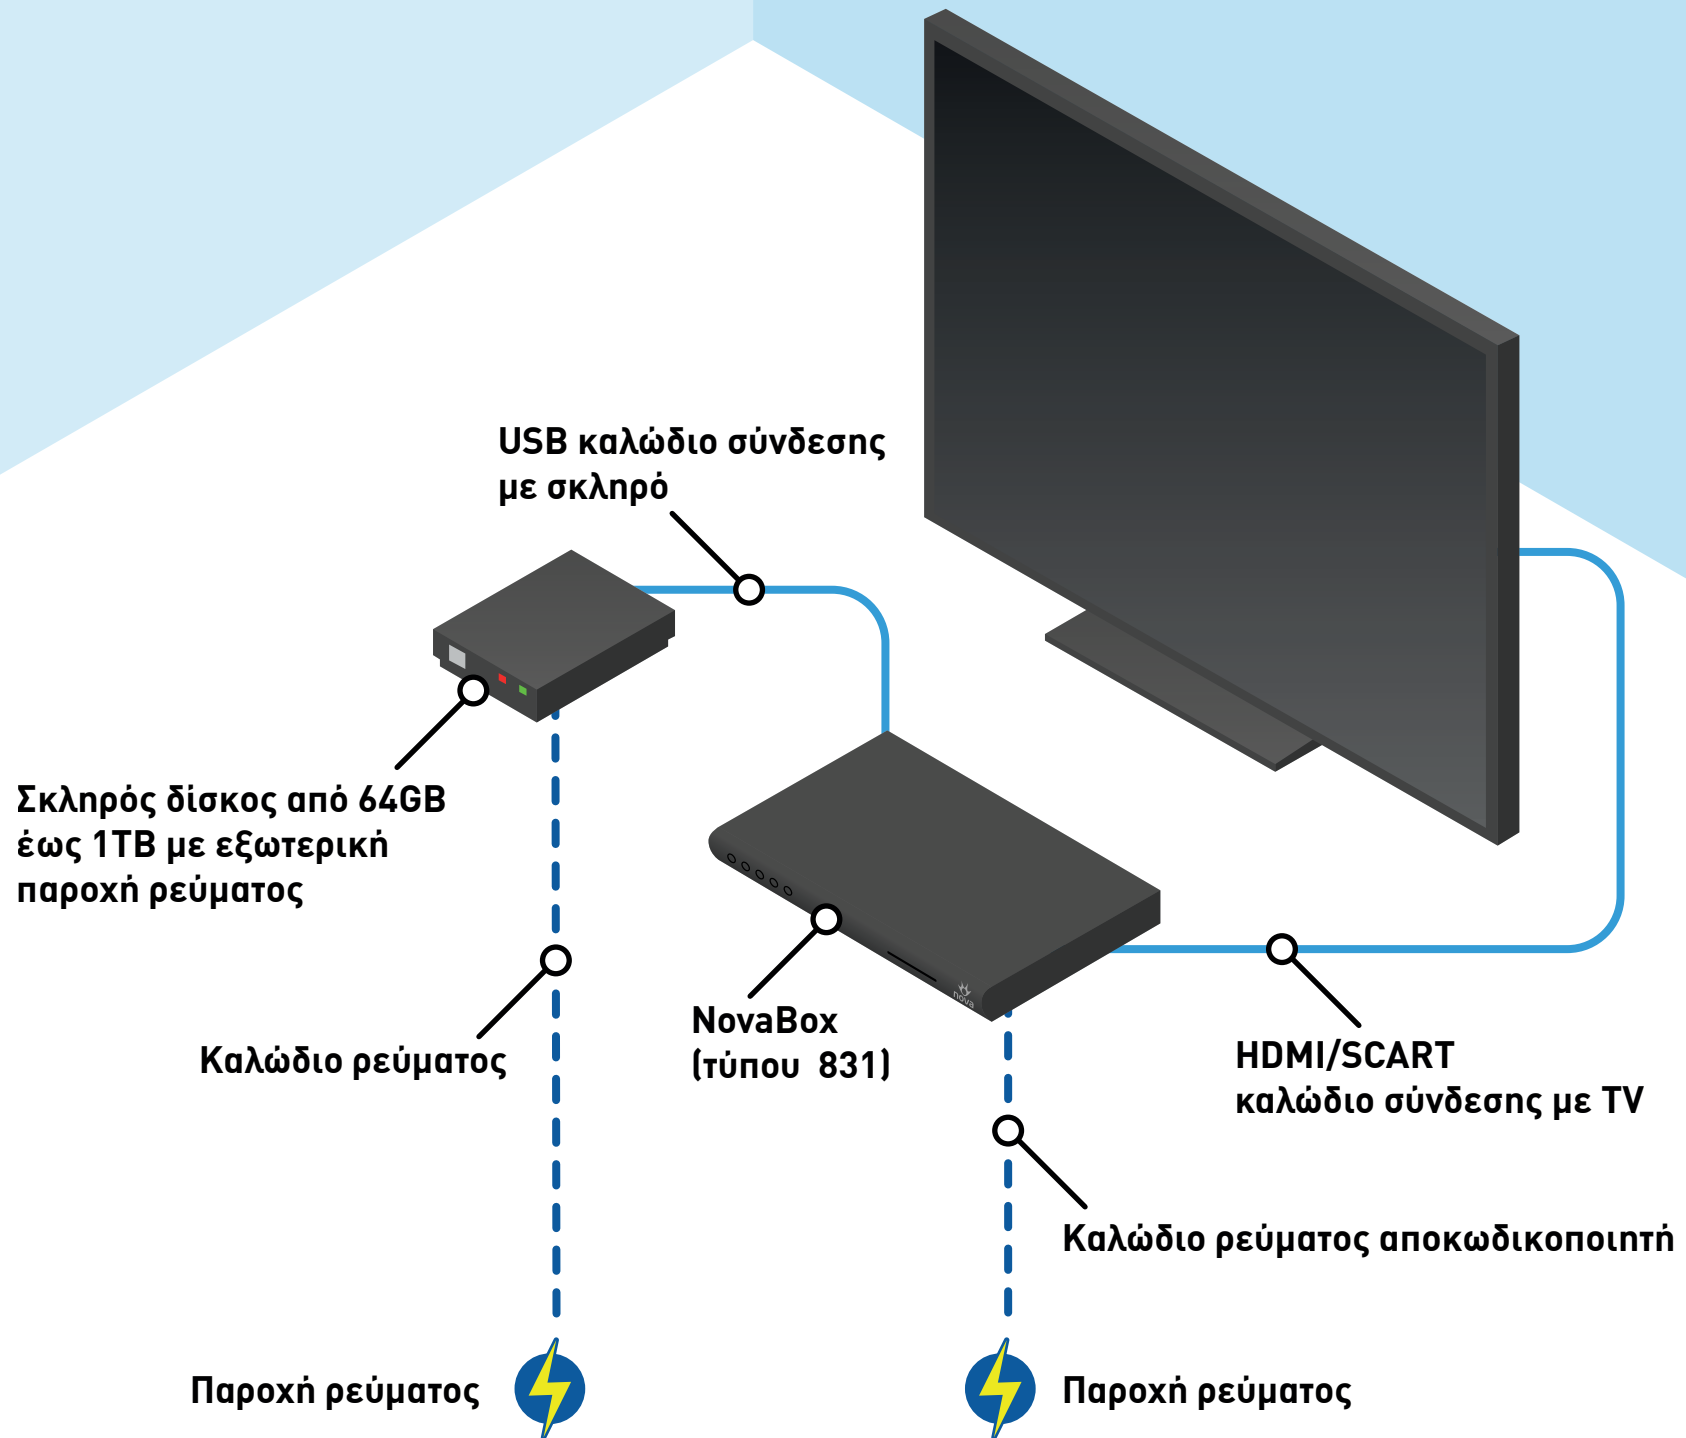 USB καλώδιο σύνδεσης
με σκληρό
Σκληρός δίσκος από 64GB
έως 1TB με εξωτερική
παροχή ρεύματος
nova
NovaBox
(τύπου 831)
Καλώδιο ρεύματος
HDMI/SCART
καλώδιο σύνδεσης με TV
Καλώδιο ρεύματος αποκωδικοποιητή
Παροχή ρεύματος
Παροχή ρεύματος